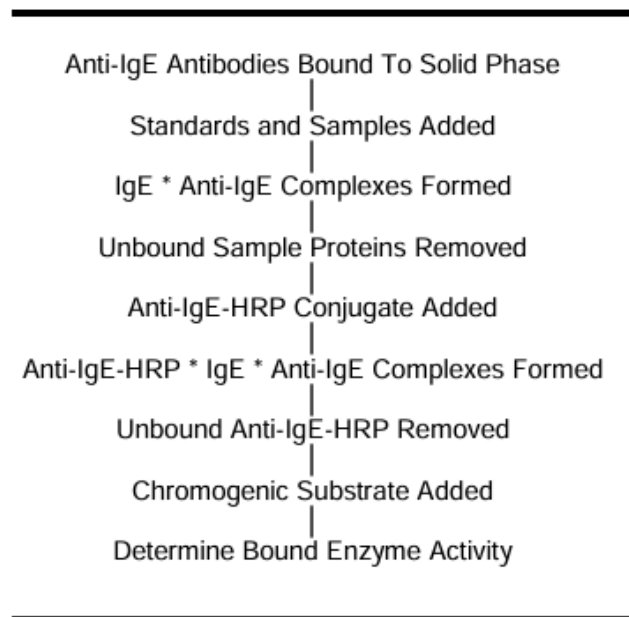 Anti-IgE Antibodies Bound To Solid Phase
Standards and Samples Added
IgE * Anti-IgE Complexes Formed
Unbound Sample Proteins Removed
Anti-IgE-HRP Conjugate Added
Anti-IgE-HRP * IgE * Anti-IgE Complexes Formed
Unbound Anti-IgE-HRP Removed
Chromogenic Substrate Added
Determine Bound Enzyme Activity